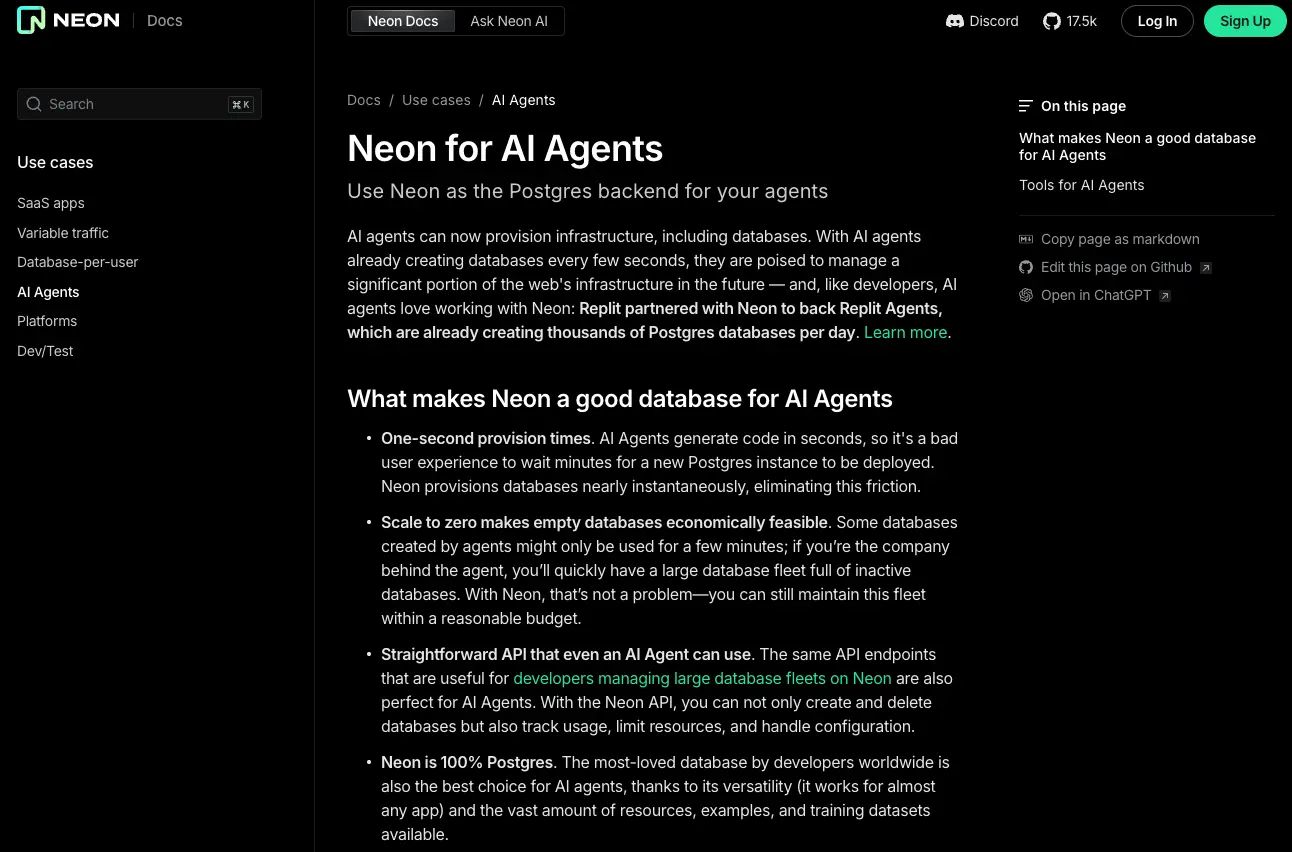 NEON
Docs
Neon Docs
Ask Neon AI
Discord
17.5k
Log In
Sign Up
Search
⌘K
Use cases
SaaS apps
Variable traffic
Database-per-user
AI Agents
Platforms
Dev/Test
Docs / Use cases / AI Agents
Neon for AI Agents
Use Neon as the Postgres backend for your agents
AI agents can now provision infrastructure, including databases. With AI agents
already creating databases every few seconds, they are poised to manage a
significant portion of the web's infrastructure in the future — and, like developers, AI
agents love working with Neon: Replit partnered with Neon to back Replit Agents,
which are already creating thousands of Postgres databases per day. Learn more.
What makes Neon a good database for AI Agents
• One-second provision times. AI Agents generate code in seconds, so it's a bad
user experience to wait minutes for a new Postgres instance to be deployed.
Neon provisions databases nearly instantaneously, eliminating this friction.
• Scale to zero makes empty databases economically feasible. Some databases
created by agents might only be used for a few minutes; if you’re the company
behind the agent, you’ll quickly have a large database fleet full of inactive
databases. With Neon, that’s not a problem—you can still maintain this fleet
within a reasonable budget.
• Straightforward API that even an AI Agent can use. The same API endpoints
that are useful for developers managing large database fleets on Neon are also
perfect for AI Agents. With the Neon API, you can not only create and delete
databases but also track usage, limit resources, and handle configuration.
• Neon is 100% Postgres. The most-loved database by developers worldwide is
also the best choice for AI agents, thanks to its versatility (it works for almost
any app) and the vast amount of resources, examples, and training datasets
available.
On this page
What makes Neon a good database
for AI Agents
Tools for AI Agents
Copy page as markdown
Edit this page on Github
Open in ChatGPT